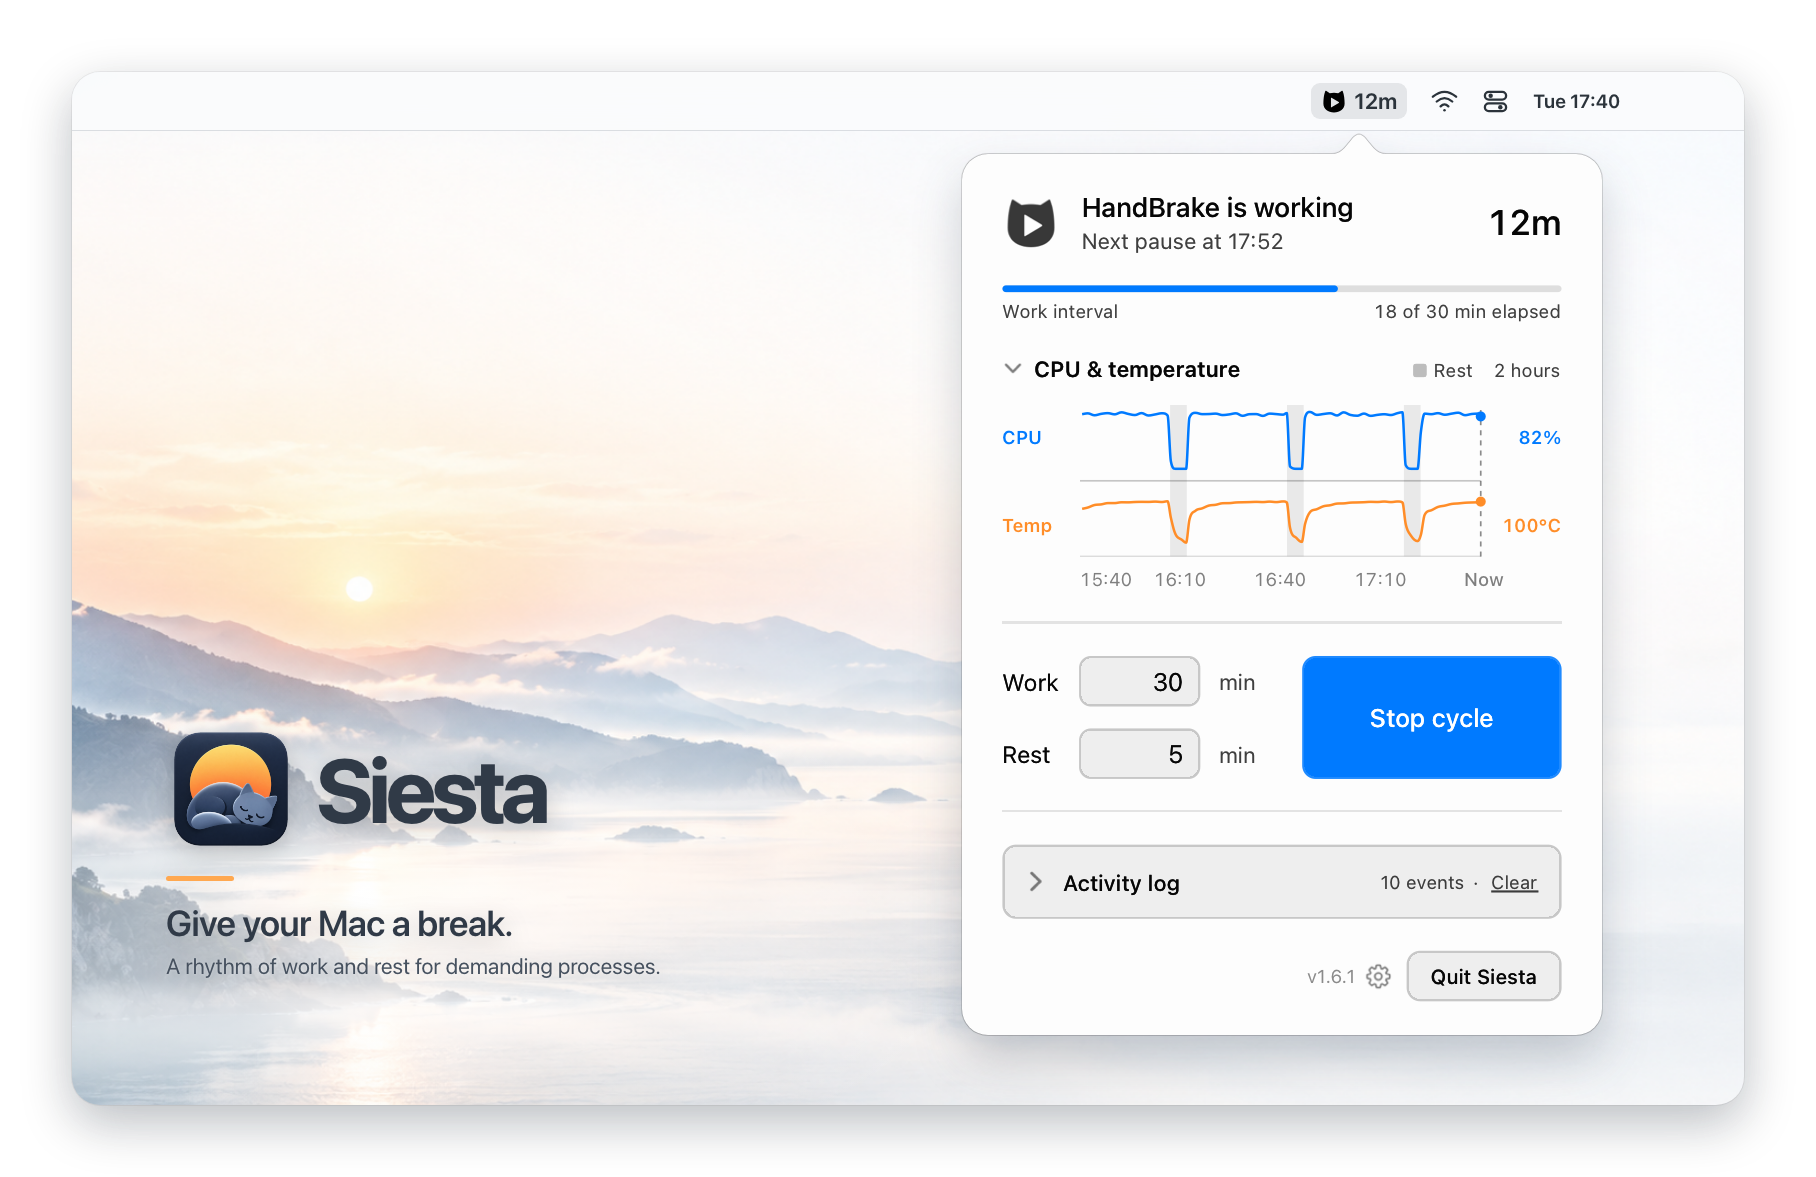 12m
Tue 17:40
HandBrake is working
Next pause at 17:52
12m
Work interval
18 of 30 min elapsed
CPU & temperature
Rest
2 hours
CPU
82%
Temp
100°C
15:40 16:10 16:40 17:10 Now
Work 30 min
Stop cycle
Rest 5 min
Activity log
10 events · Clear
v1.6.1
Quit Siesta
Siesta
Give your Mac a break.
A rhythm of work and rest for demanding processes.